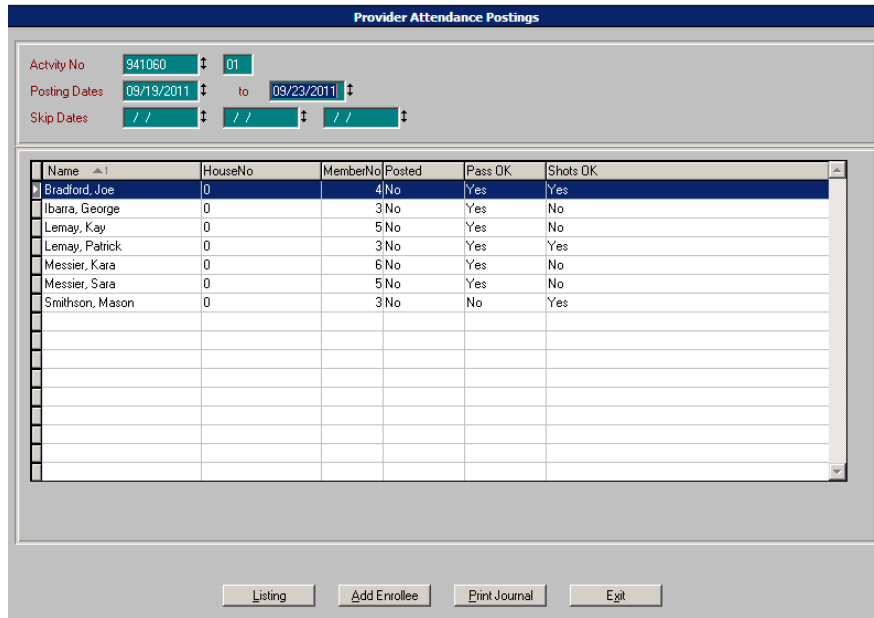 Provider Attendance Postings
Actvity No 941060 01
Posting Dates 09/19/2011 to 09/23/2011
Skip Dates / / / / / /
Name 1 HouseNo MemberNo Posted Pass OK Shots OK
Bradford, Joe 0 4 No Yes Yes
Ibarra, George 0 3 No Yes No
Lemay, Kay 0 5 No Yes No
Lemay, Patrick 0 3 No Yes Yes
Messier, Kara 0 6 No Yes No
Messier, Sara 0 5 No Yes No
Smithson, Mason 0 3 No No Yes
Listing Add Enrollee Print Journal Exit